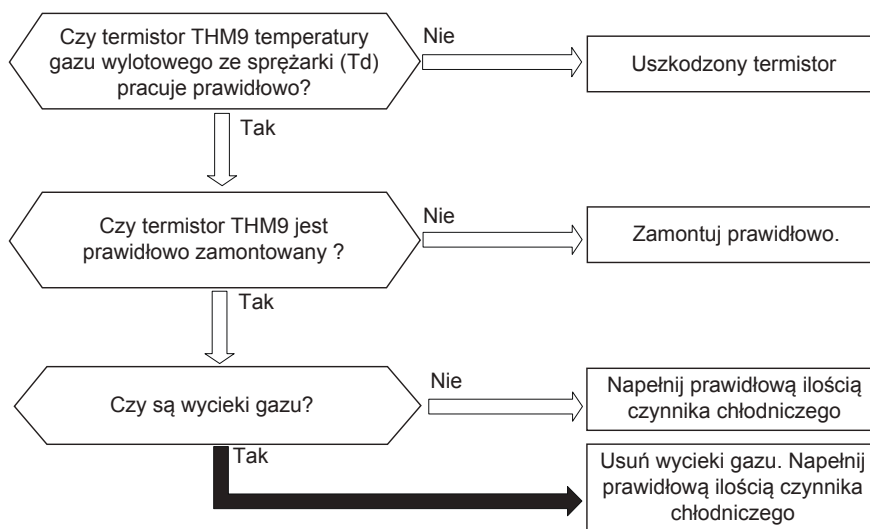 Czy termistor THM9 temperatury
gazu wylotowego ze sprężarki (Td)
pracuje prawidłowo?
Nie
Uszkodzony termistor
Tak
Czy termistor THM9 jest
prawidłowo zamontowany ?
Nie
Zamontuj prawidłowo.
Tak
Czy są wycieki gazu?
Nie
Napełnij prawidłową ilością
czynnika chłodniczego
Tak
Usuń wycieki gazu. Napełnij
prawidłową ilością czynnika
chłodniczego